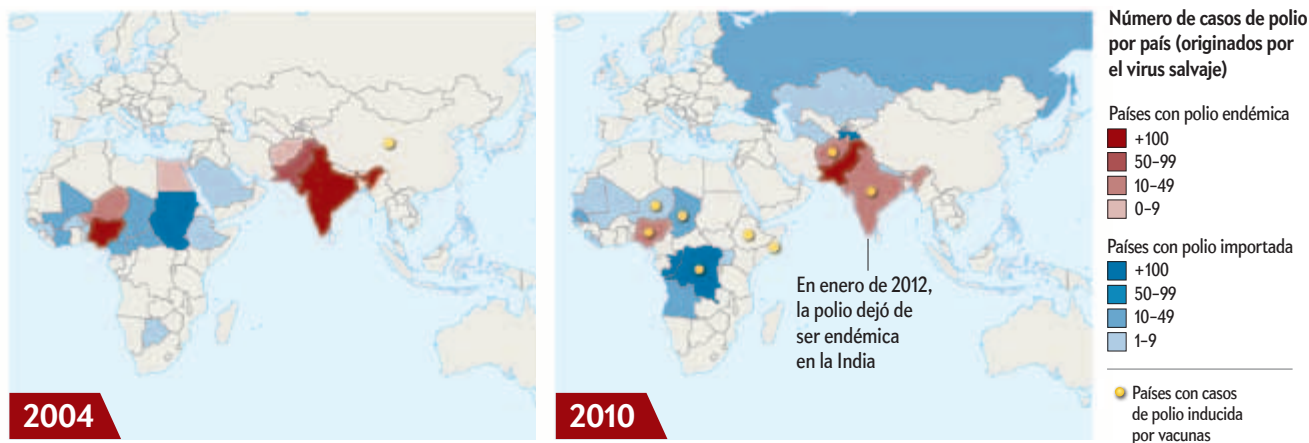 2004
2010
En enero de 2012,
la polio dejó de
ser endémica
en la India
Número de casos de polio
por país (originados por
el virus salvaje)
Países con polio endémica
+100
50–99
10–49
0–9
Países con polio importada
+100
50–99
10–49
1–9
Países con casos
de polio inducida
por vacunas